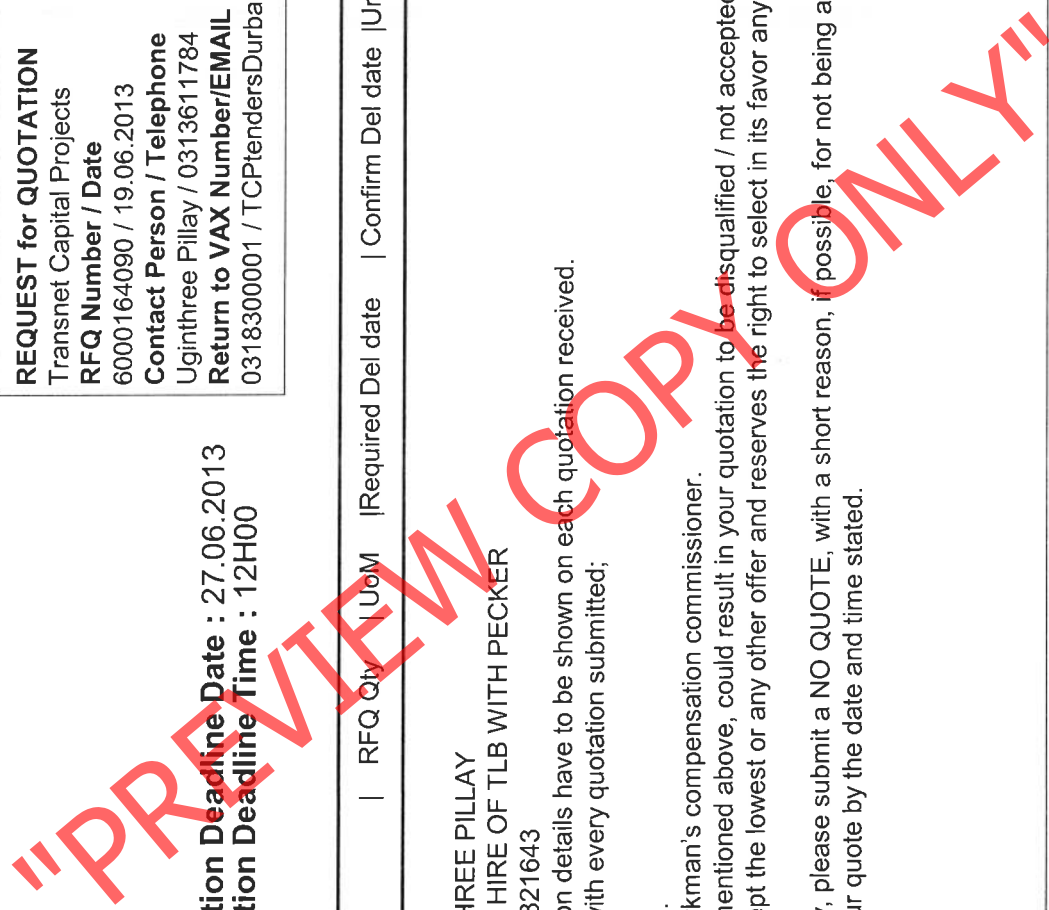 REQUEST for QUOTATION
Transnet Capital Projects
RFQ Number / Date
6000164090 / 19.06.2013
Contact Person / Telephone
Uginthree Pillay / 0313611784
Return to VAX Number/EMAIL
0318300001 / TCPtendersDurba
tion Deadline Date : 27.06.2013
tion Deadline Time : 12H00
| RFQ Qty | UoM |Required Del date | Confirm Del date |Un
HREE PILLAY
HIRE OF TLB WITH PECKER
321643
on details have to be shown on each quotation received.
with every quotation submitted;
kman's compensation commissioner.
mentioned above, could result in your quotation to be disqualified / not accepted
ept the lowest or any other offer and reserves the right to select in its favor any
, please submit a NO QUOTE, with a short reason, if possible, for not being a
ur quote by the date and time stated.
"PREVIEW COPY ONLY"